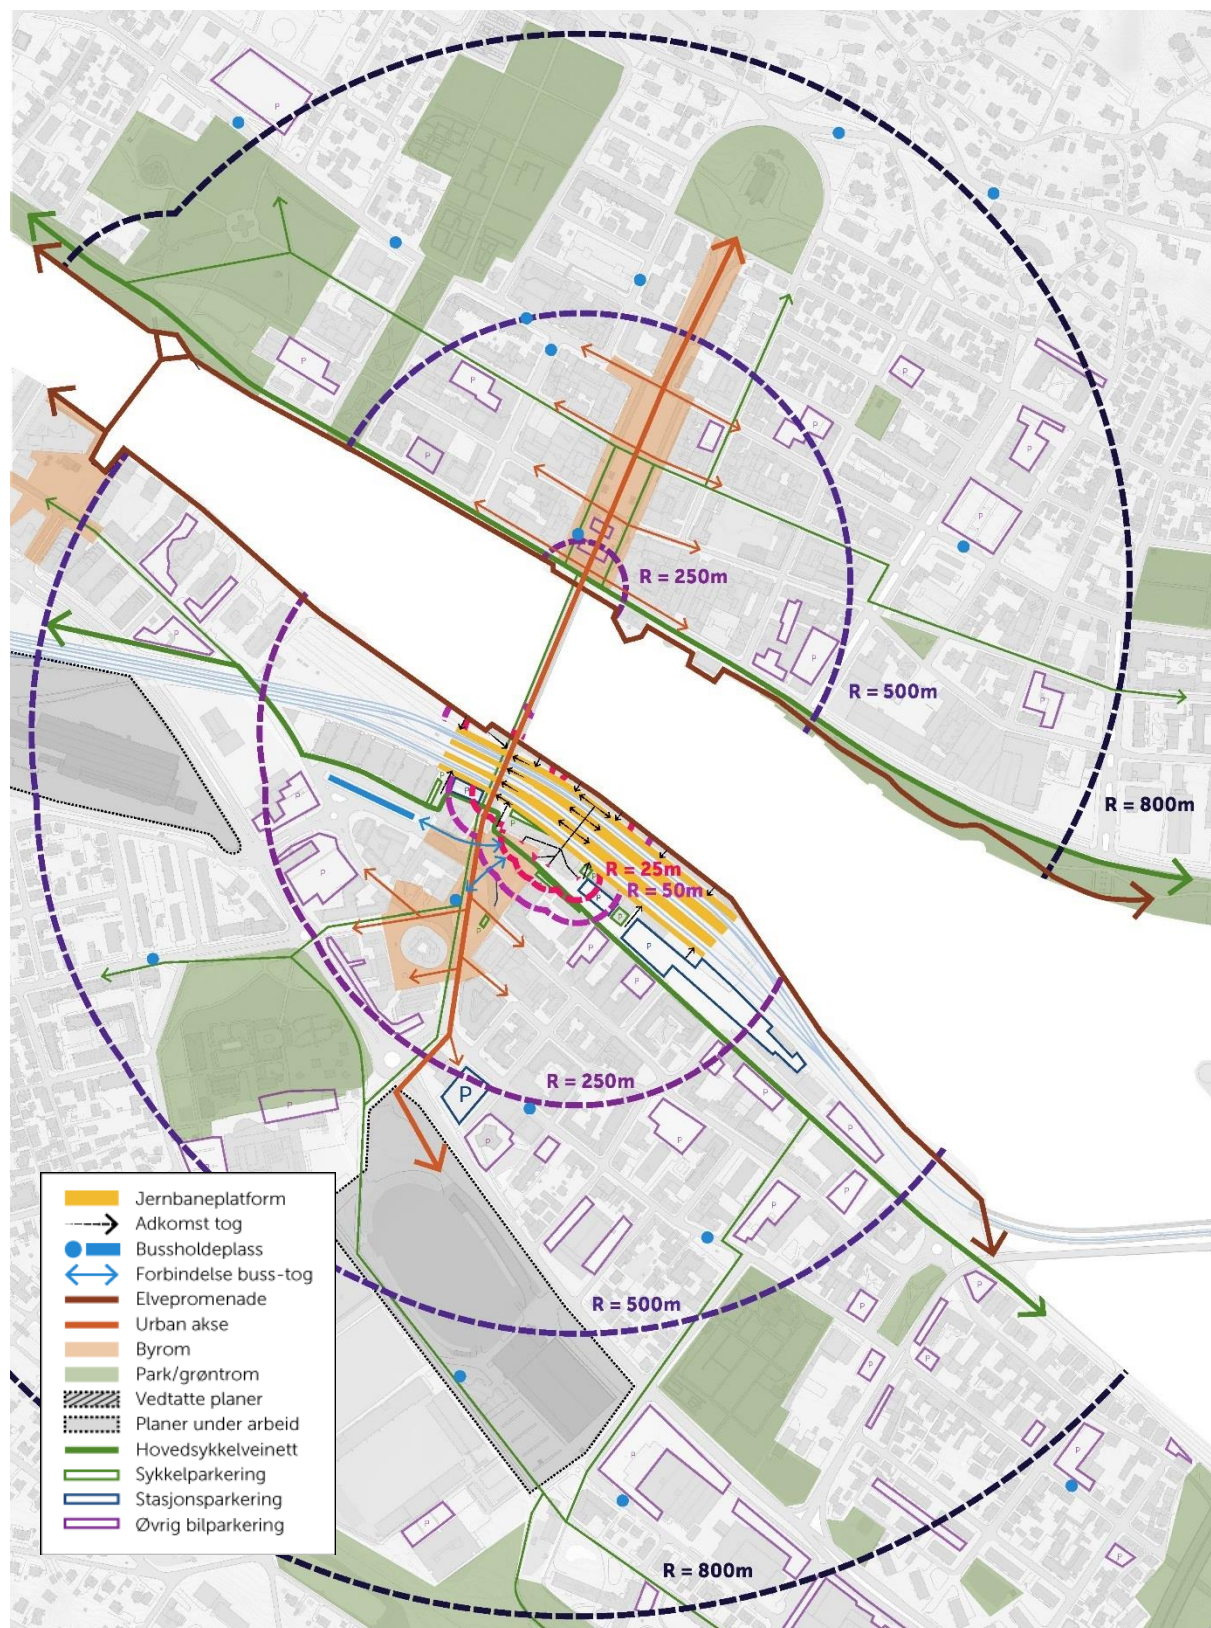 R = 250m
R = 500m
R = 800m
R = 25m
R = 50m
R = 250m
P
R = 500m
R = 800m
Jernbaneplatform
Adkomst tog
Bussholdeplass
Forbindelse buss-tog
Elvepromenade
Urban akse
Byrom
Park/grøntrom
Vedtatte planer
Planer under arbeid
Hovedsykkelveinett
Sykkelparkering
Stasjonsparkering
Øvrig bilparkering